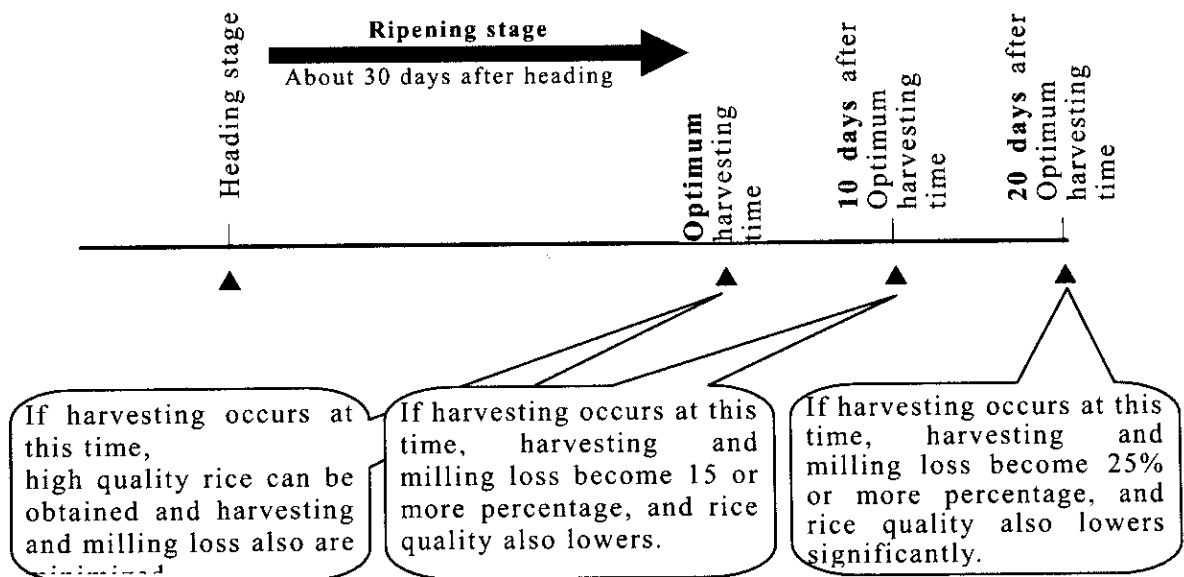 Heading stage
Ripening stage
About 30 days after heading
Optimum
harvesting
time
10 days after
Optimum
harvesting
time
20 days after
Optimum
harvesting
time
If harvesting occurs at
this time,
high quality rice can be
obtained and harvesting
and milling loss also are
If harvesting occurs at this
time, harvesting and
milling loss become 15 or
more percentage, and rice
quality also lowers.
If harvesting occurs at this
time, harvesting and
milling loss become 25%
or more percentage, and
rice quality also lowers
significantly.